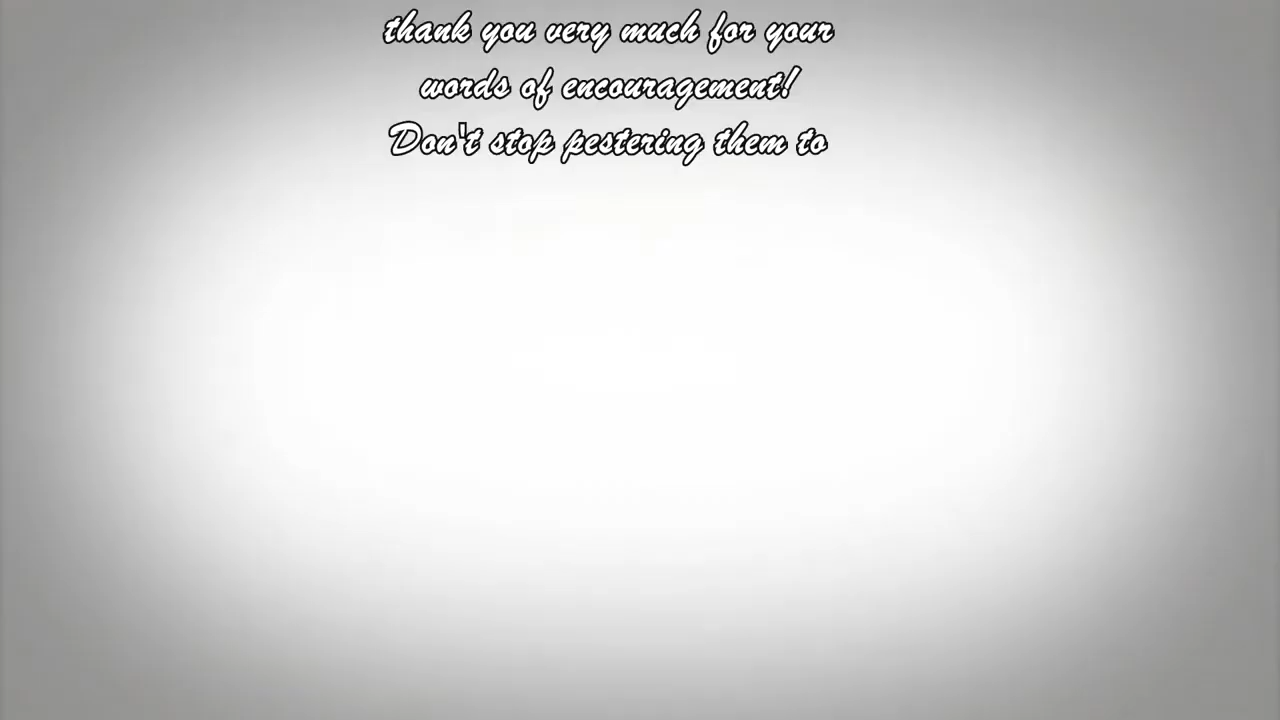 thank you very much for your
words of encouragement!
Don't stop pestering them to